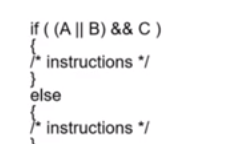 if ( (A || B) && C )
{
/* instructions */
}
else
{
/* instructions */
}